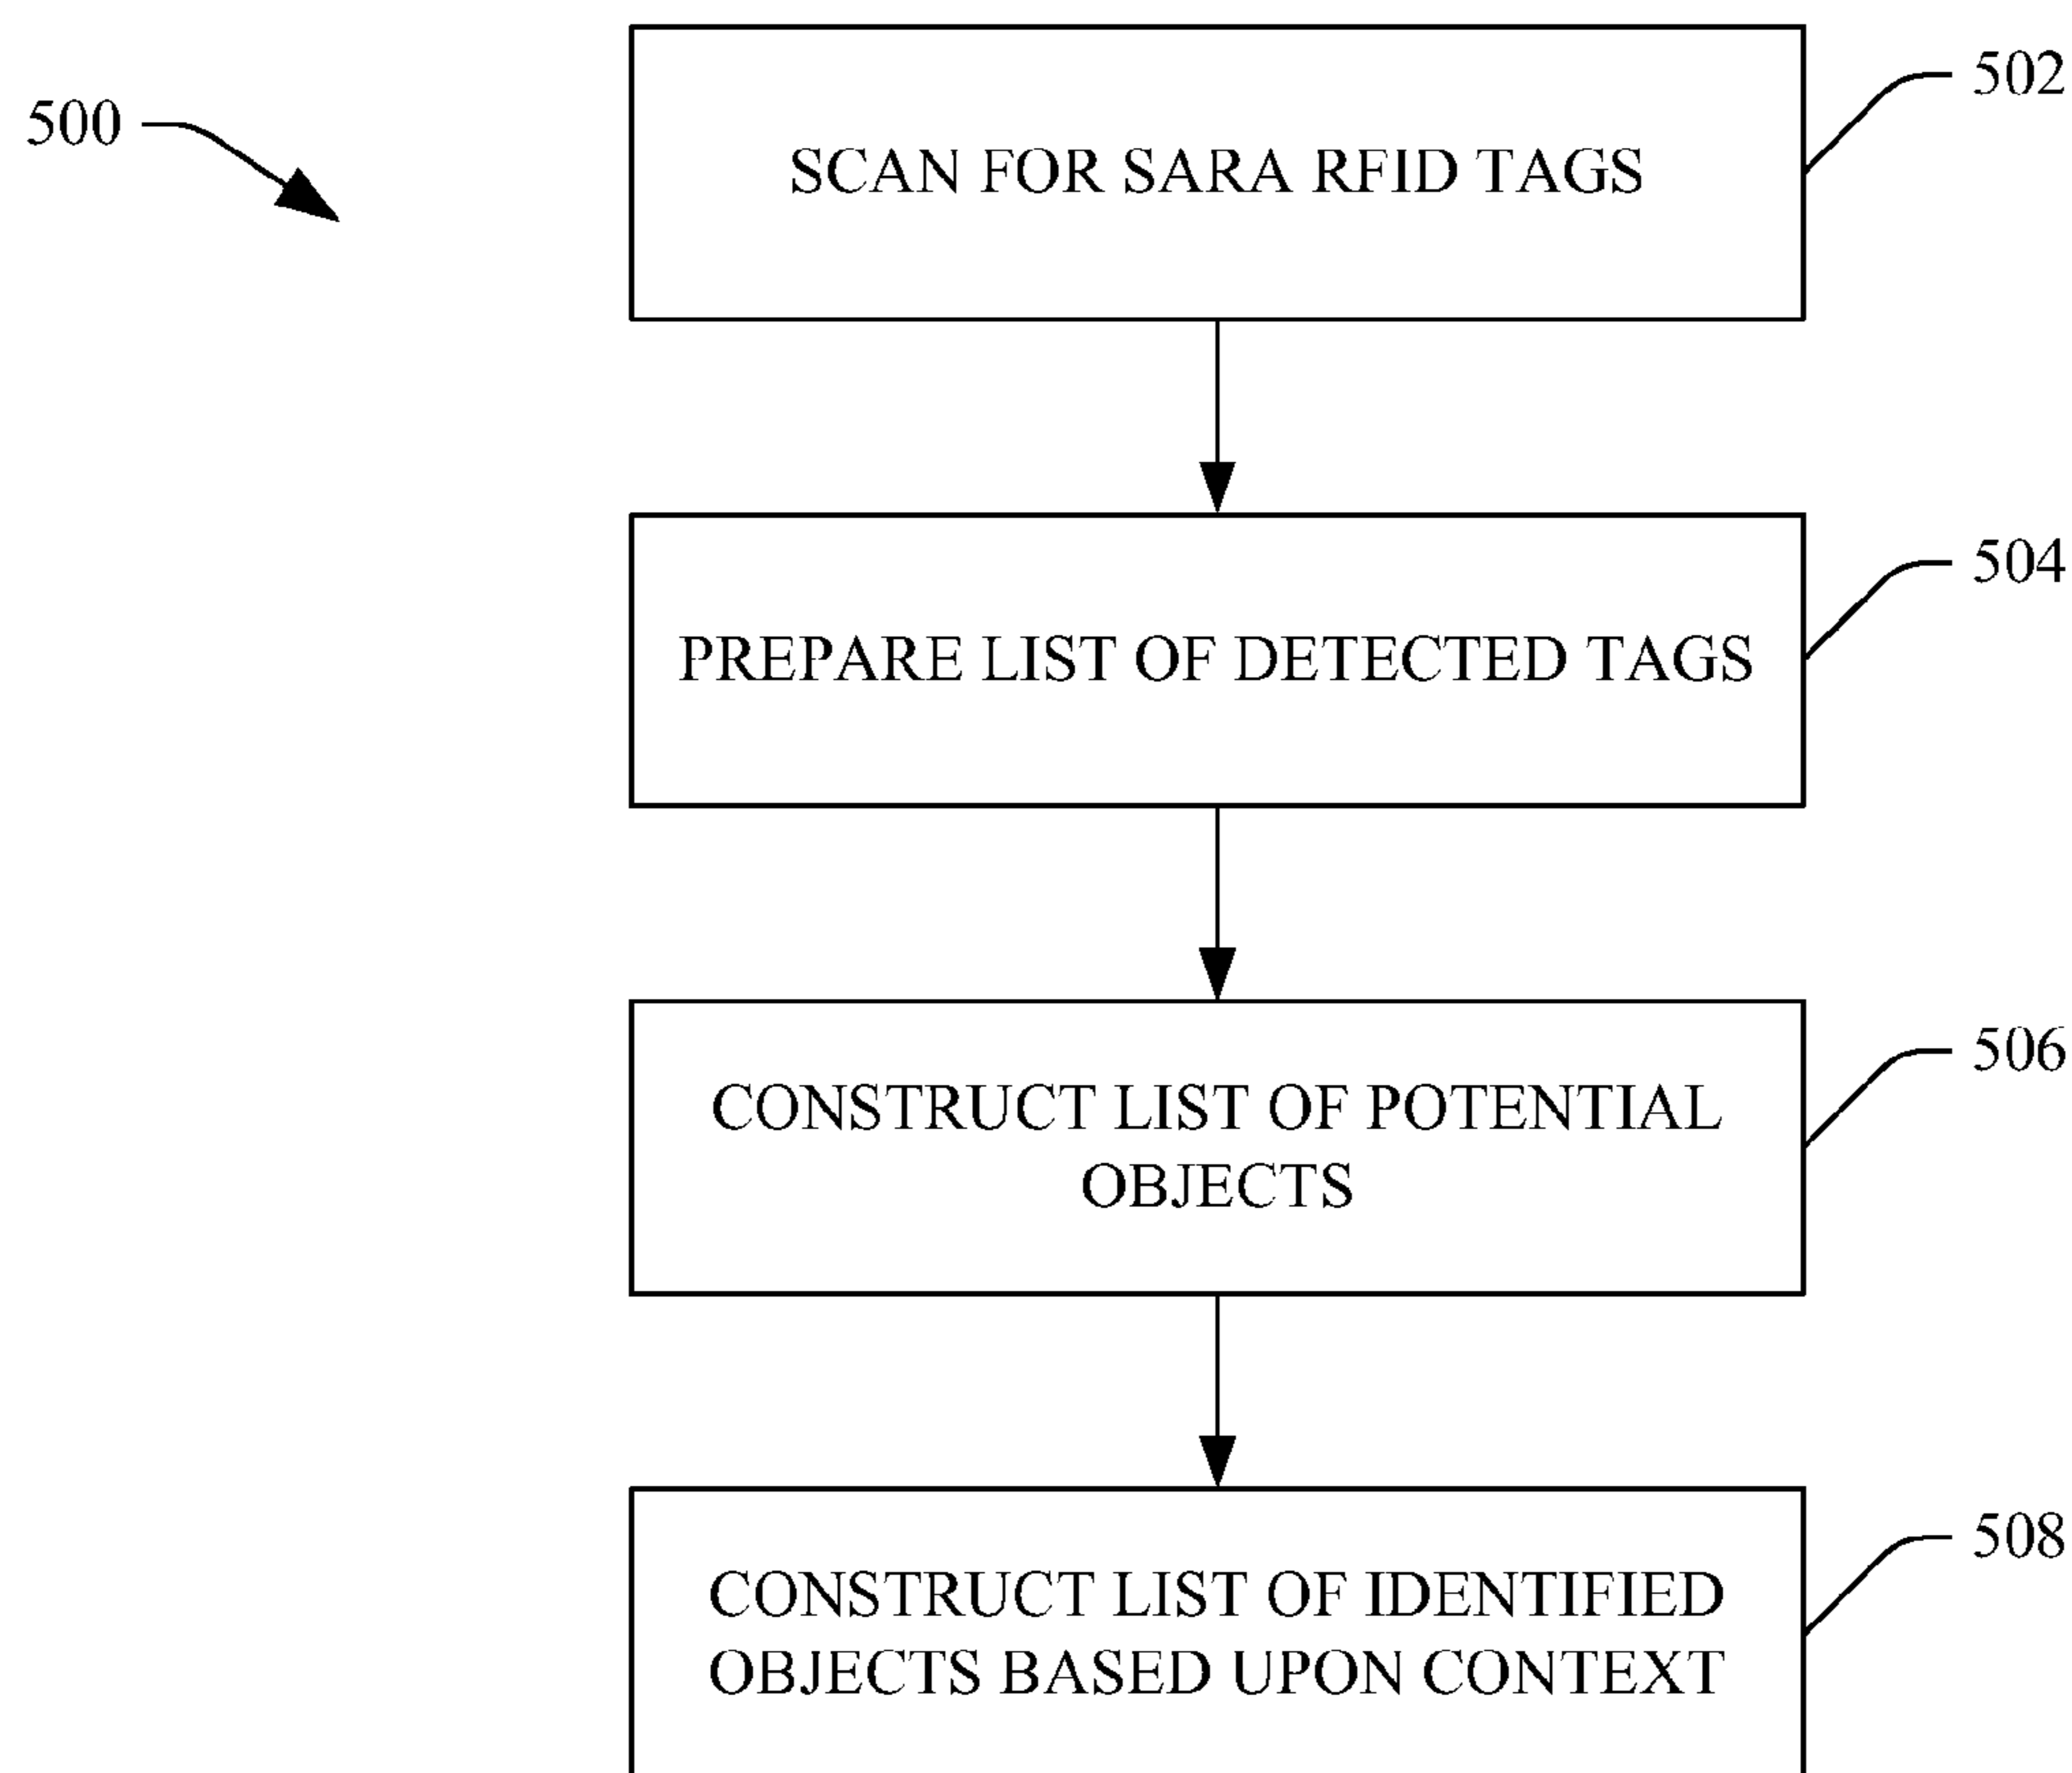 500
502
SCAN FOR SARA RFID TAGS
504
PREPARE LIST OF DETECTED TAGS
506
CONSTRUCT LIST OF POTENTIAL
OBJECTS
508
CONSTRUCT LIST OF IDENTIFIED
OBJECTS BASED UPON CONTEXT